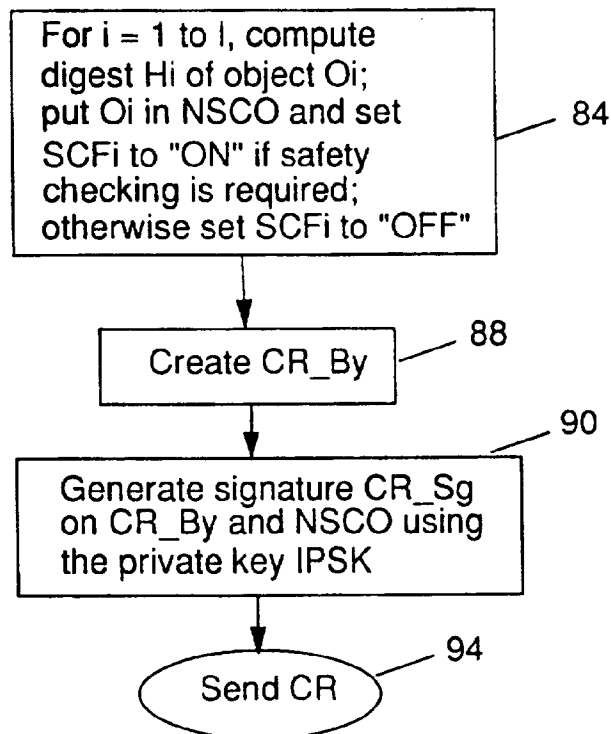 For i = 1 to I, compute
digest Hi of object Oi;
put Oi in NSCO and set
SCFi to "ON" if safety
checking is required;
otherwise set SCFi to "OFF"
84
Create CR_By
88
90
Generate signature CR_Sg
on CR_By and NSCO using
the private key IPSK
94
Send CR